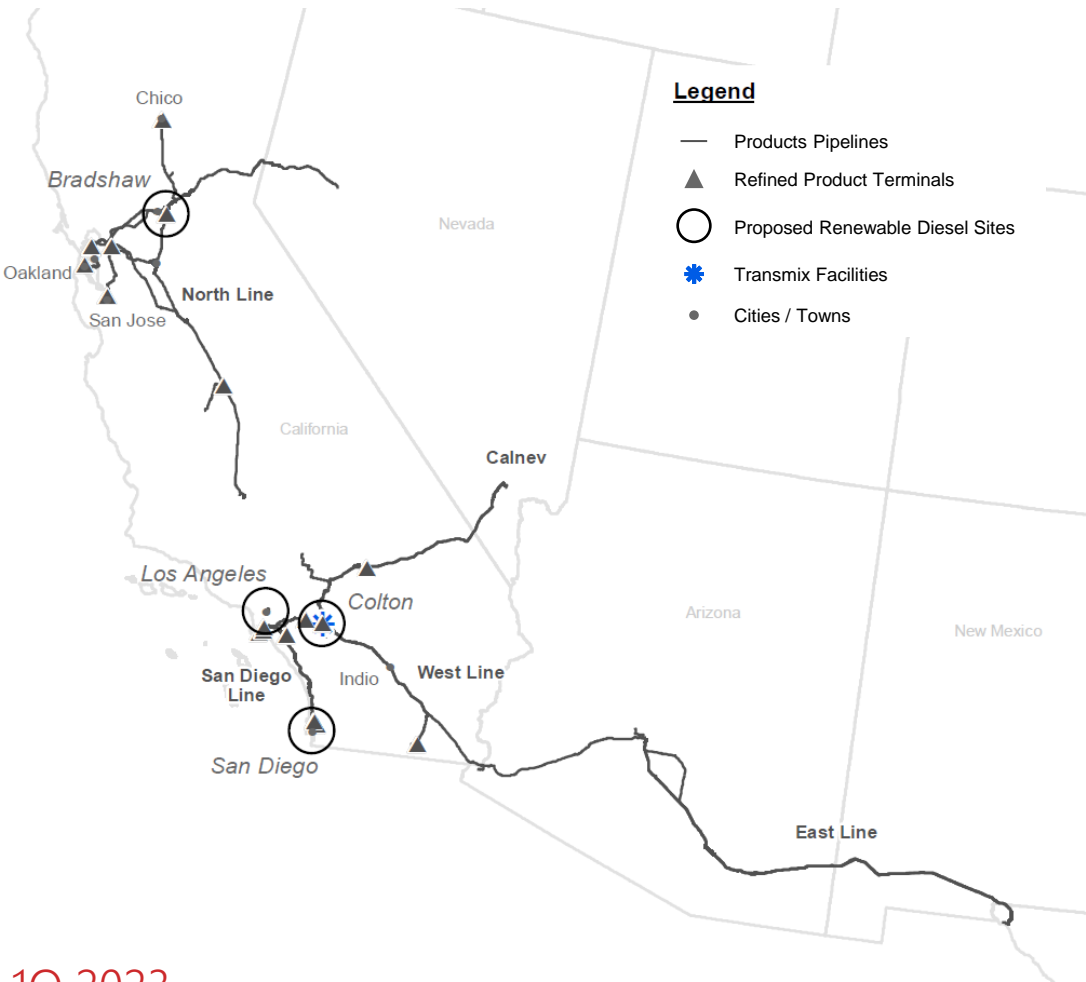 Legend
Products Pipelines
Refined Product Terminals
Proposed Renewable Diesel Sites
Transmix Facilities
Cities / Towns
Chico
Bradshaw
Nevada
Oakland
North Line
San Jose
California
Calnev
Los Angeles
Colton
Arizona
New Mexico
San Diego
Line
Indio
West Line
San Diego
East Line